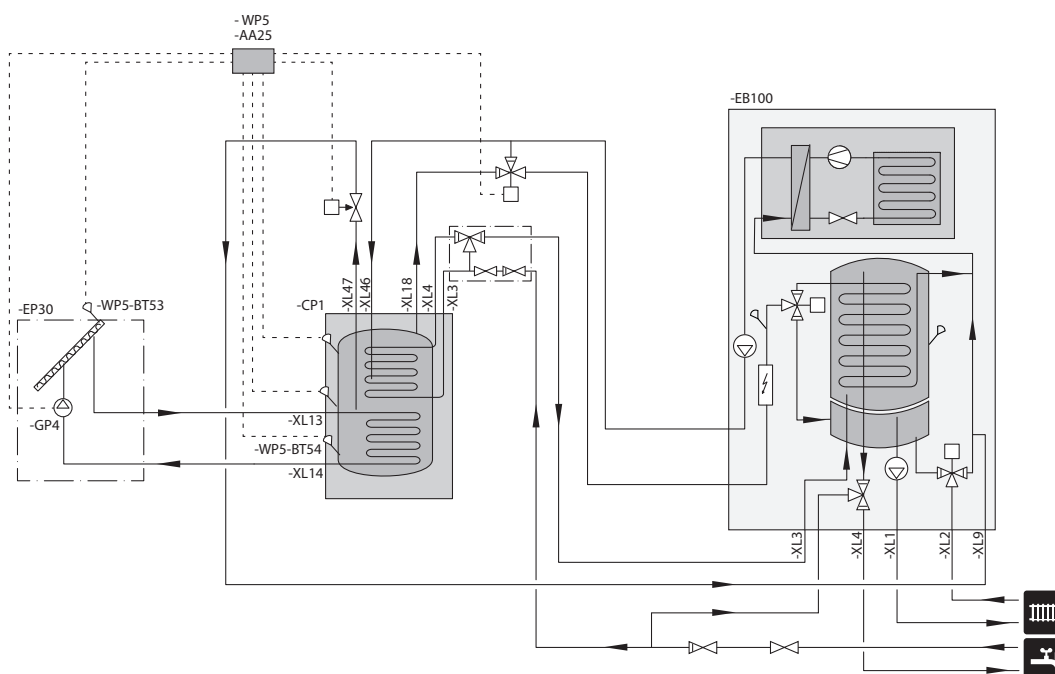 - WP5
-AA25
-EB100
-XL47
-XL46
-XL18
-XL4
-XL3
-CP1
-EP30
-WP5-BT53
-GP4
-XL13
-WP5-BT54
-XL14
-XL3
-XL4
-XL1
-XL2
-XL9